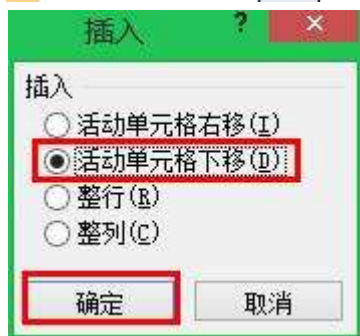 插入 ? ×
插入
活动单元格右移(I)
活动单元格下移(D)
整行(R)
整列(C)
确定 取消